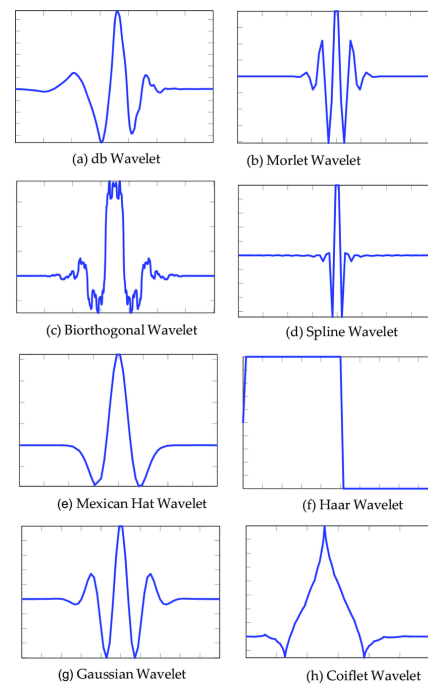 (a) db Wavelet
(b) Morlet Wavelet
(c) Biorthogonal Wavelet
(d) Spline Wavelet
(e) Mexican Hat Wavelet
(f) Haar Wavelet
(g) Gaussian Wavelet
(h) Coiflet Wavelet